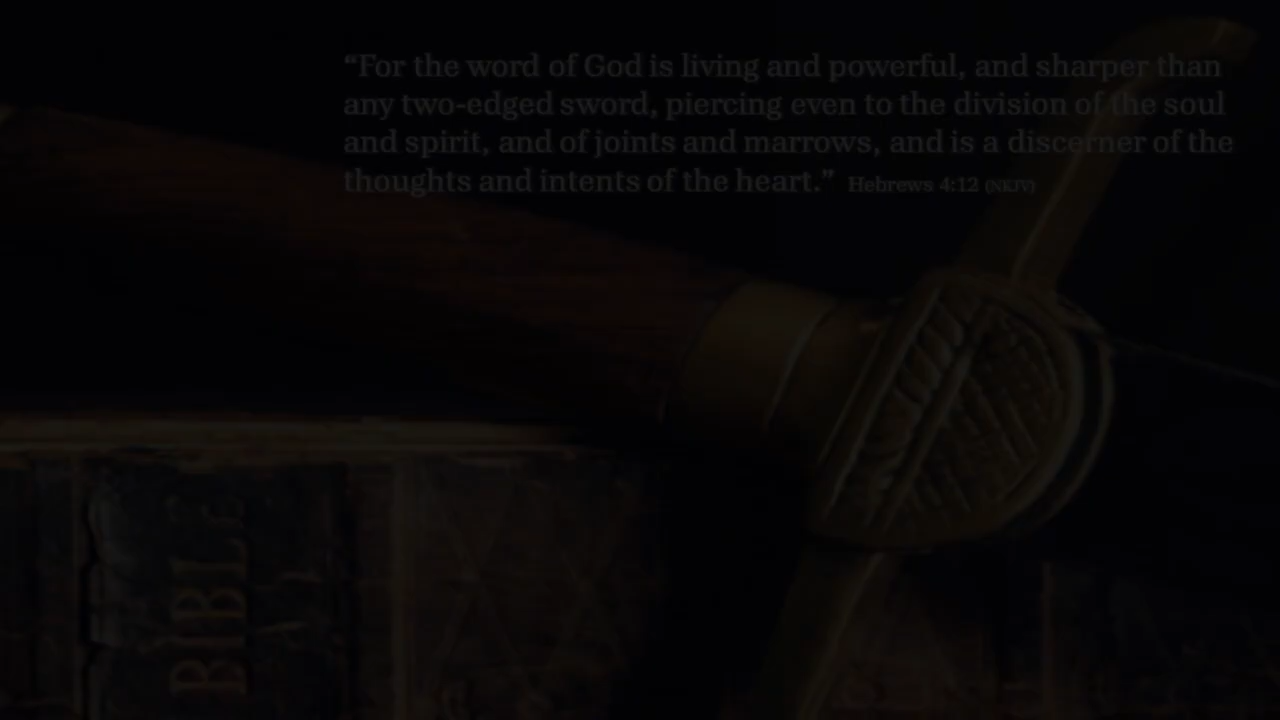 “For the word of God is living and powerful, and sharper than
any two-edged sword, piercing even to the division of the soul
and spirit, and of joints and marrows, and is a discerner of the
thoughts and intents of the heart.” Hebrews 4:12 (NKJV)
BIBLE